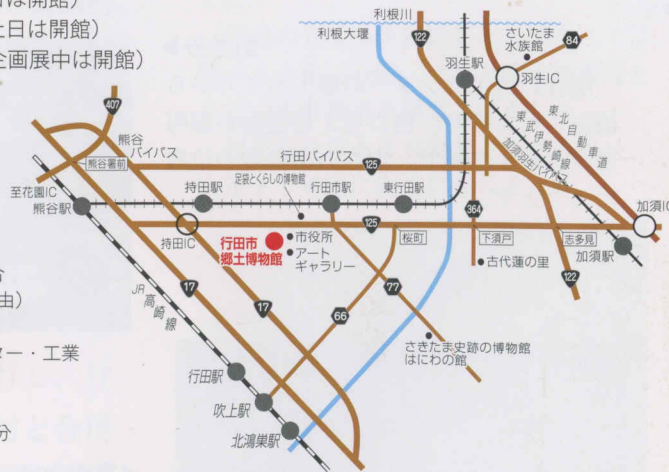 日は開館）
土日は開館）
企画展中は開館）
由）
ター・工業
分
利根川
利根大堰
122
さいたま
水族館
84
羽生駅
羽生IC
東北自動車道
東武伊勢崎線
加須羽生バイパス
407
熊谷
バイパス
熊谷署前
行田バイパス
125
至花園IC
熊谷駅
持田駅
足袋とくらしの博物館
行田市駅
東行田駅
364
加須IC
持田IC
行田市
郷土博物館
市役所
アート
ギャラリー
125
桜町
下須戸
志多見
加須駅
古代蓮の里
122
JR高崎線
17
17
66
77
さきたま史跡の博物館
はにわの館
行田駅
吹上駅
北鴻巣駅